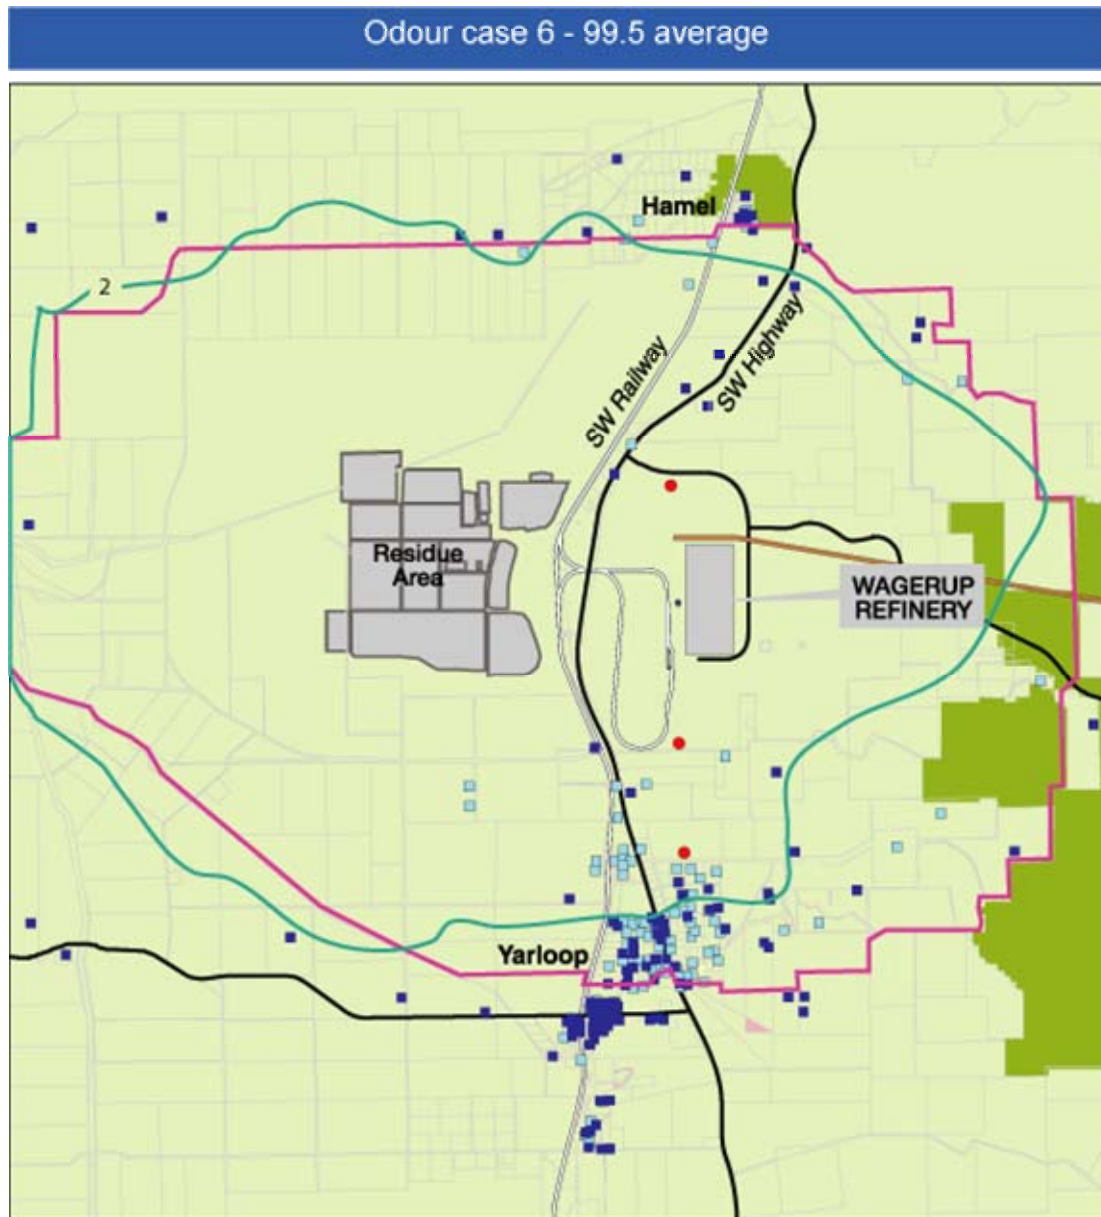 Odour case 6 - 99.5 average
Hamel
2
SW Railway
SW Highway
Residue
Area
WAGERUP
REFINERY
Yarloop